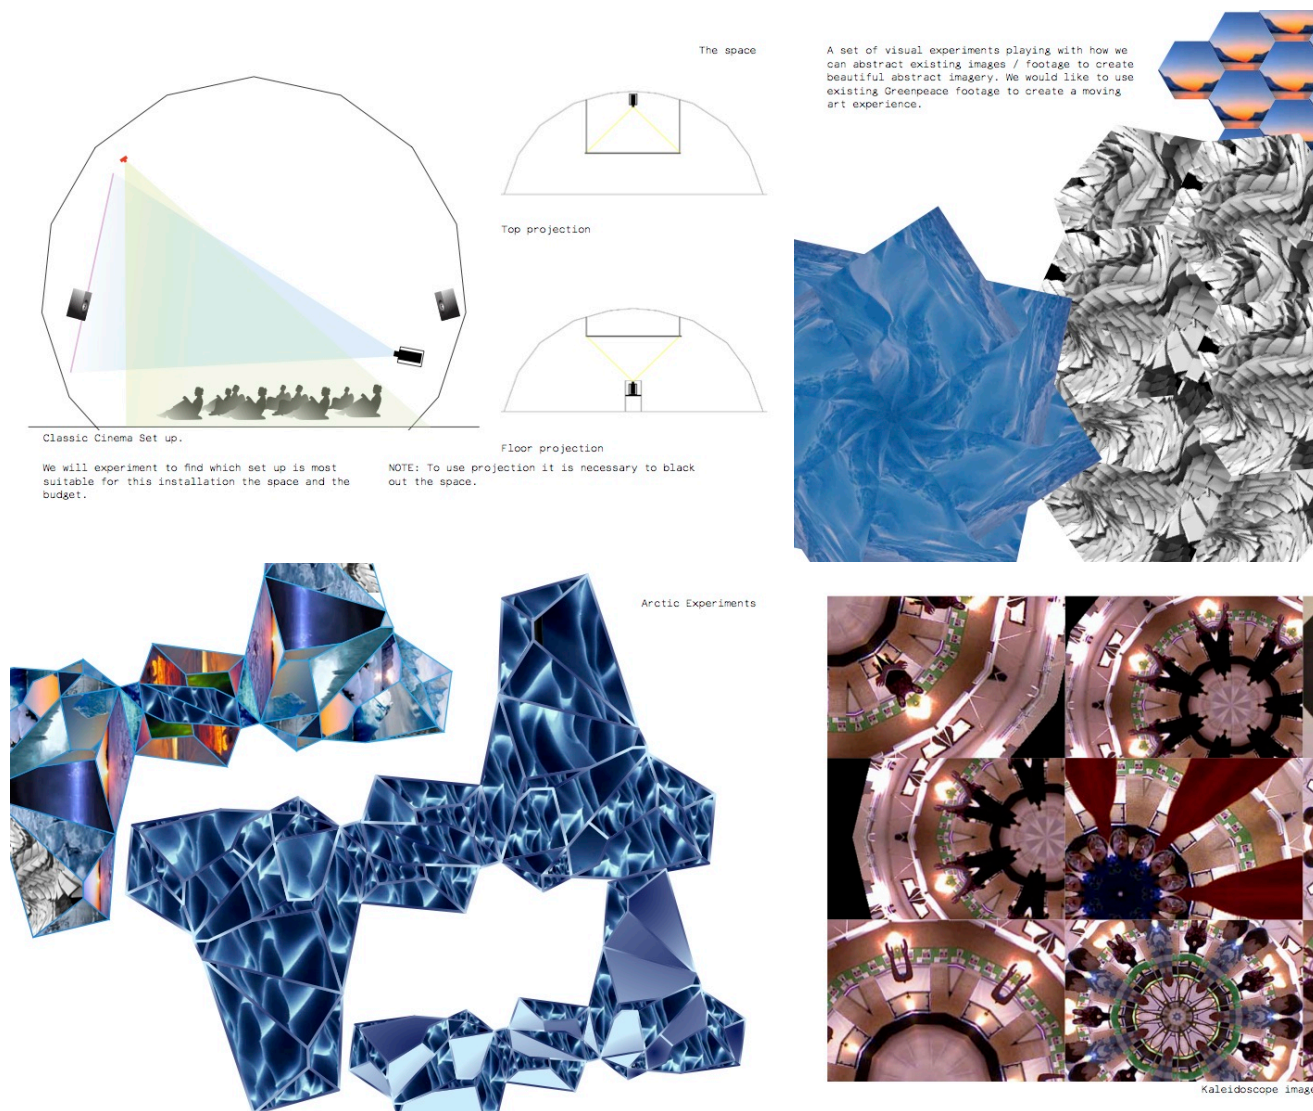 The space
Top projection
Floor projection
Classic Cinema Set up.
We will experiment to find which set up is most
suitable for this installation the space and the
budget.
NOTE: To use projection it is necessary to black
out the space.
A set of visual experiments playing with how we
can abstract existing images / footage to create
beautiful abstract imagery. We would like to use
existing Greenpeace footage to create a moving
art experience.
Arctic Experiments
Kaleidoscope image